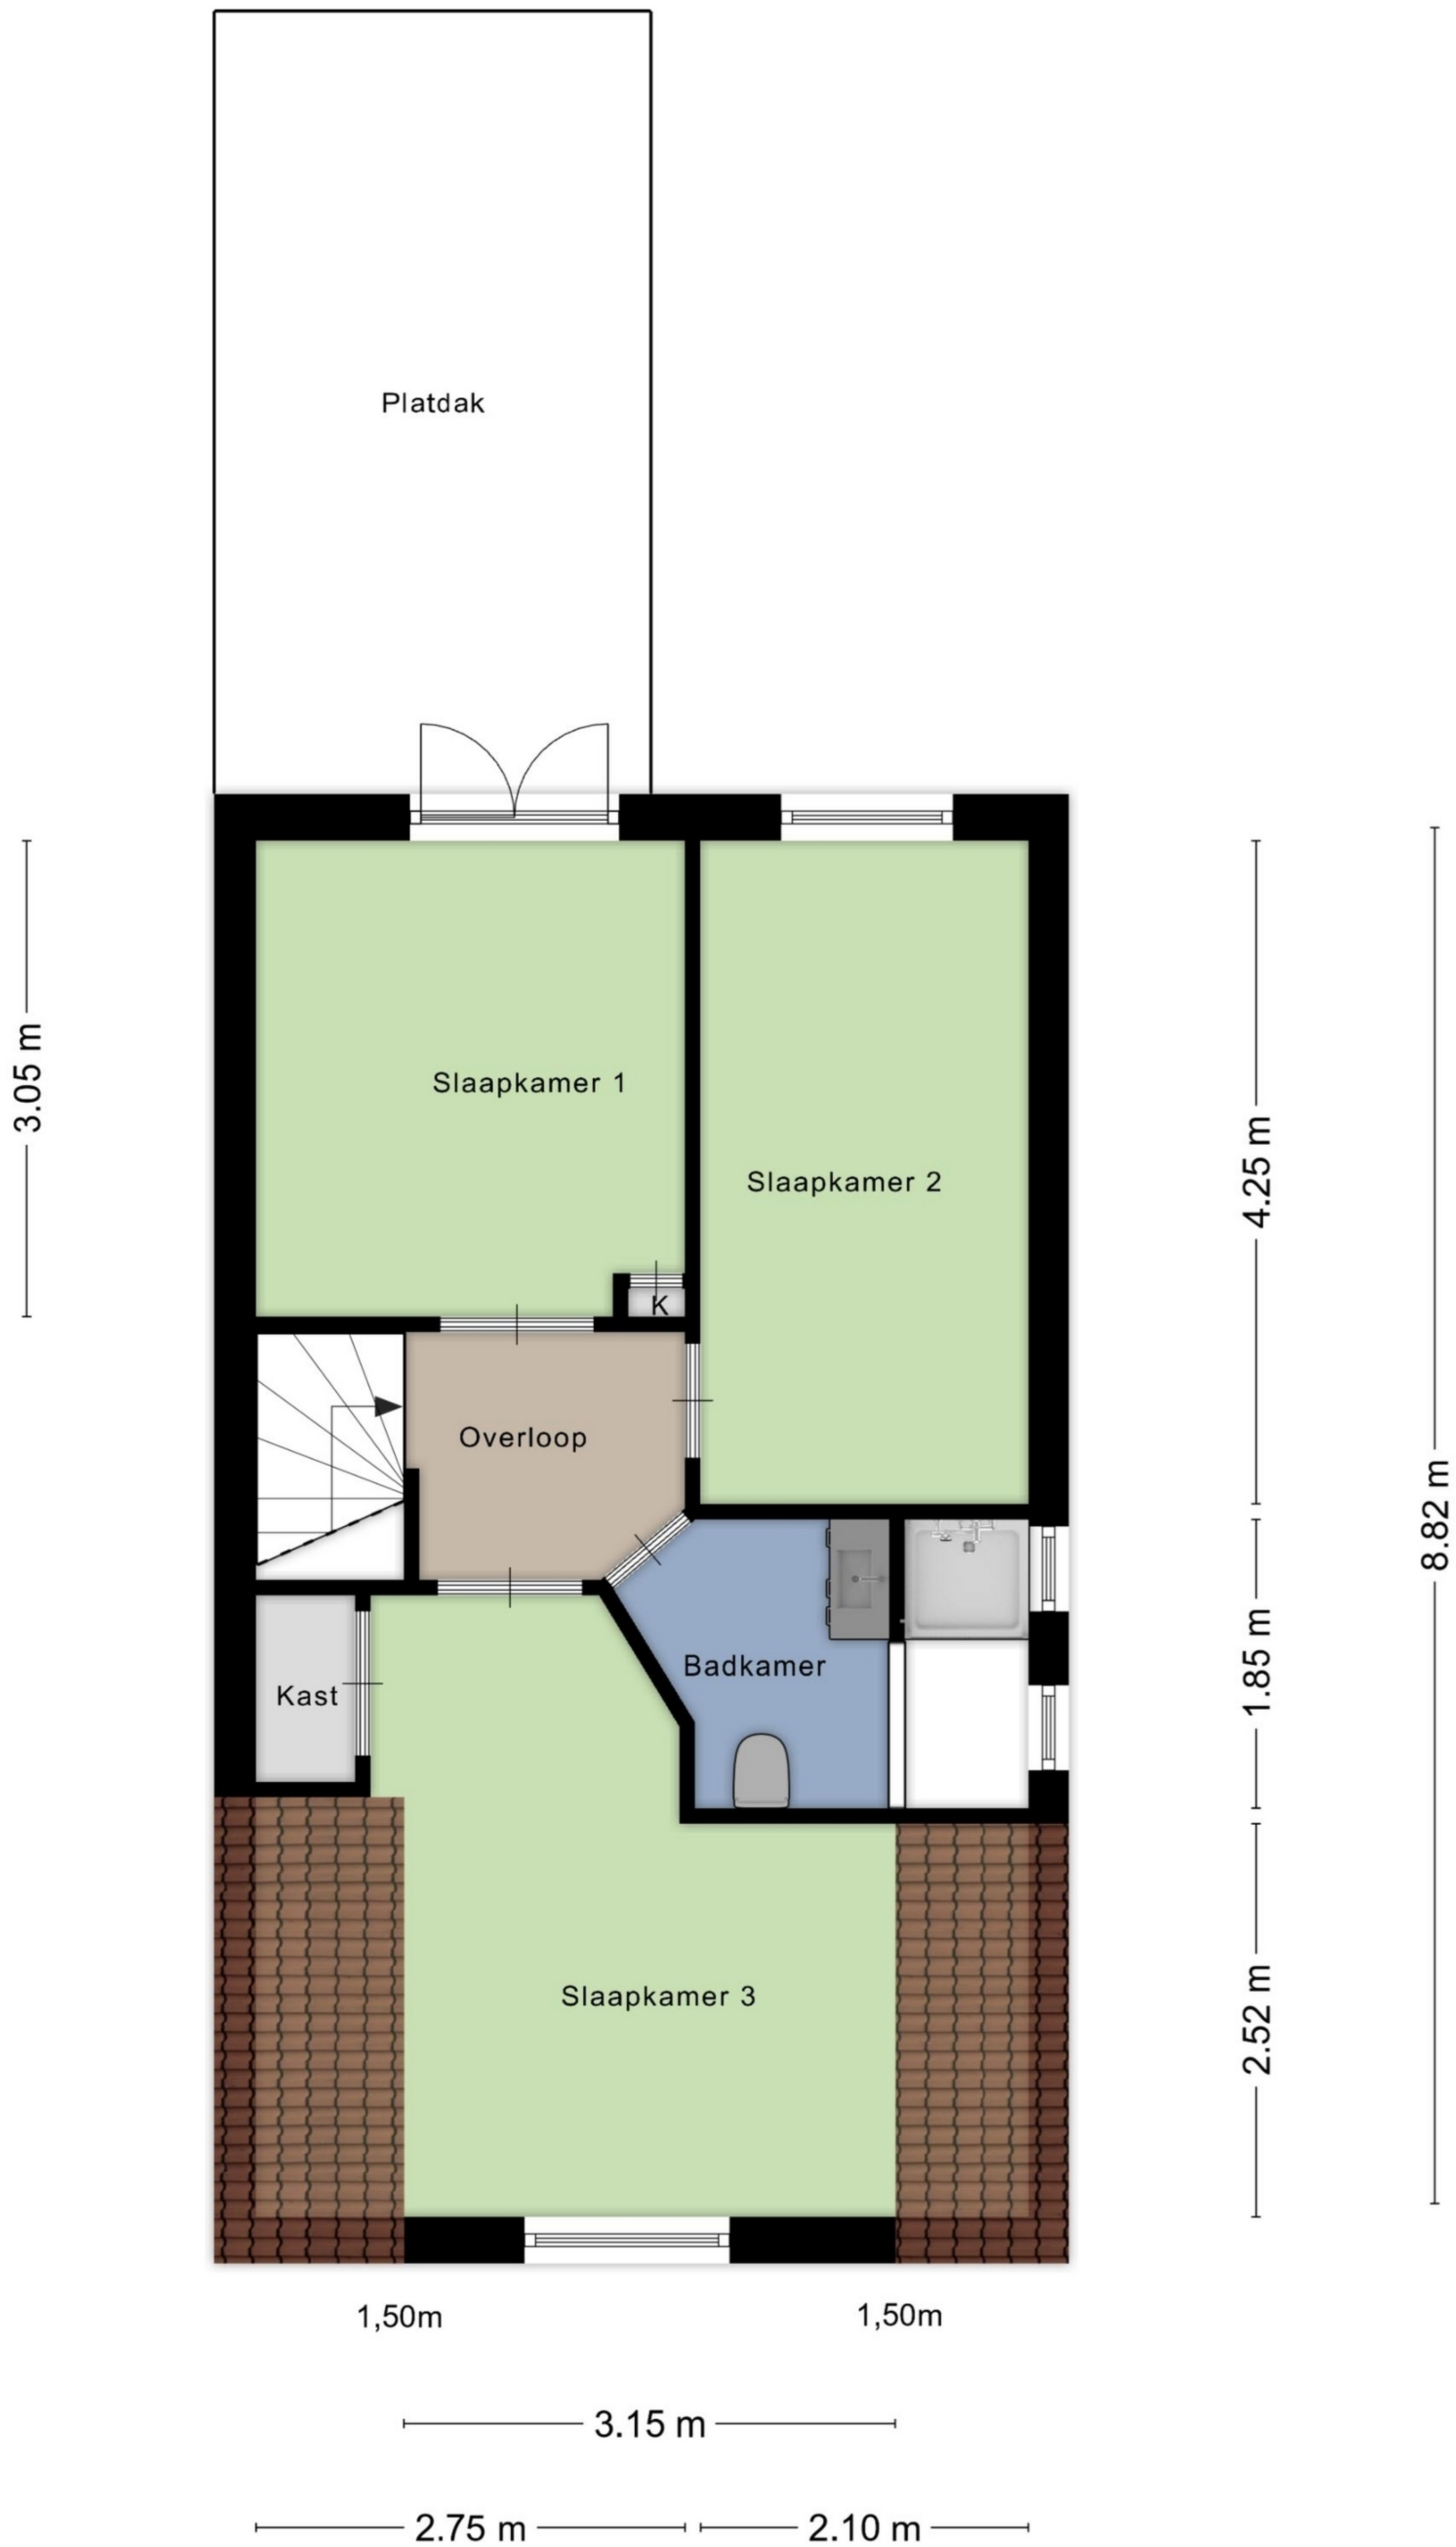 Platdak
3.05 m
Slaapkamer 1
Slaapkamer 2
4.25 m
K
Overloop
8.82 m
Badkamer
1.85 m
Kast
Slaapkamer 3
2.52 m
1,50m
1,50m
3.15 m
2.75 m
2.10 m